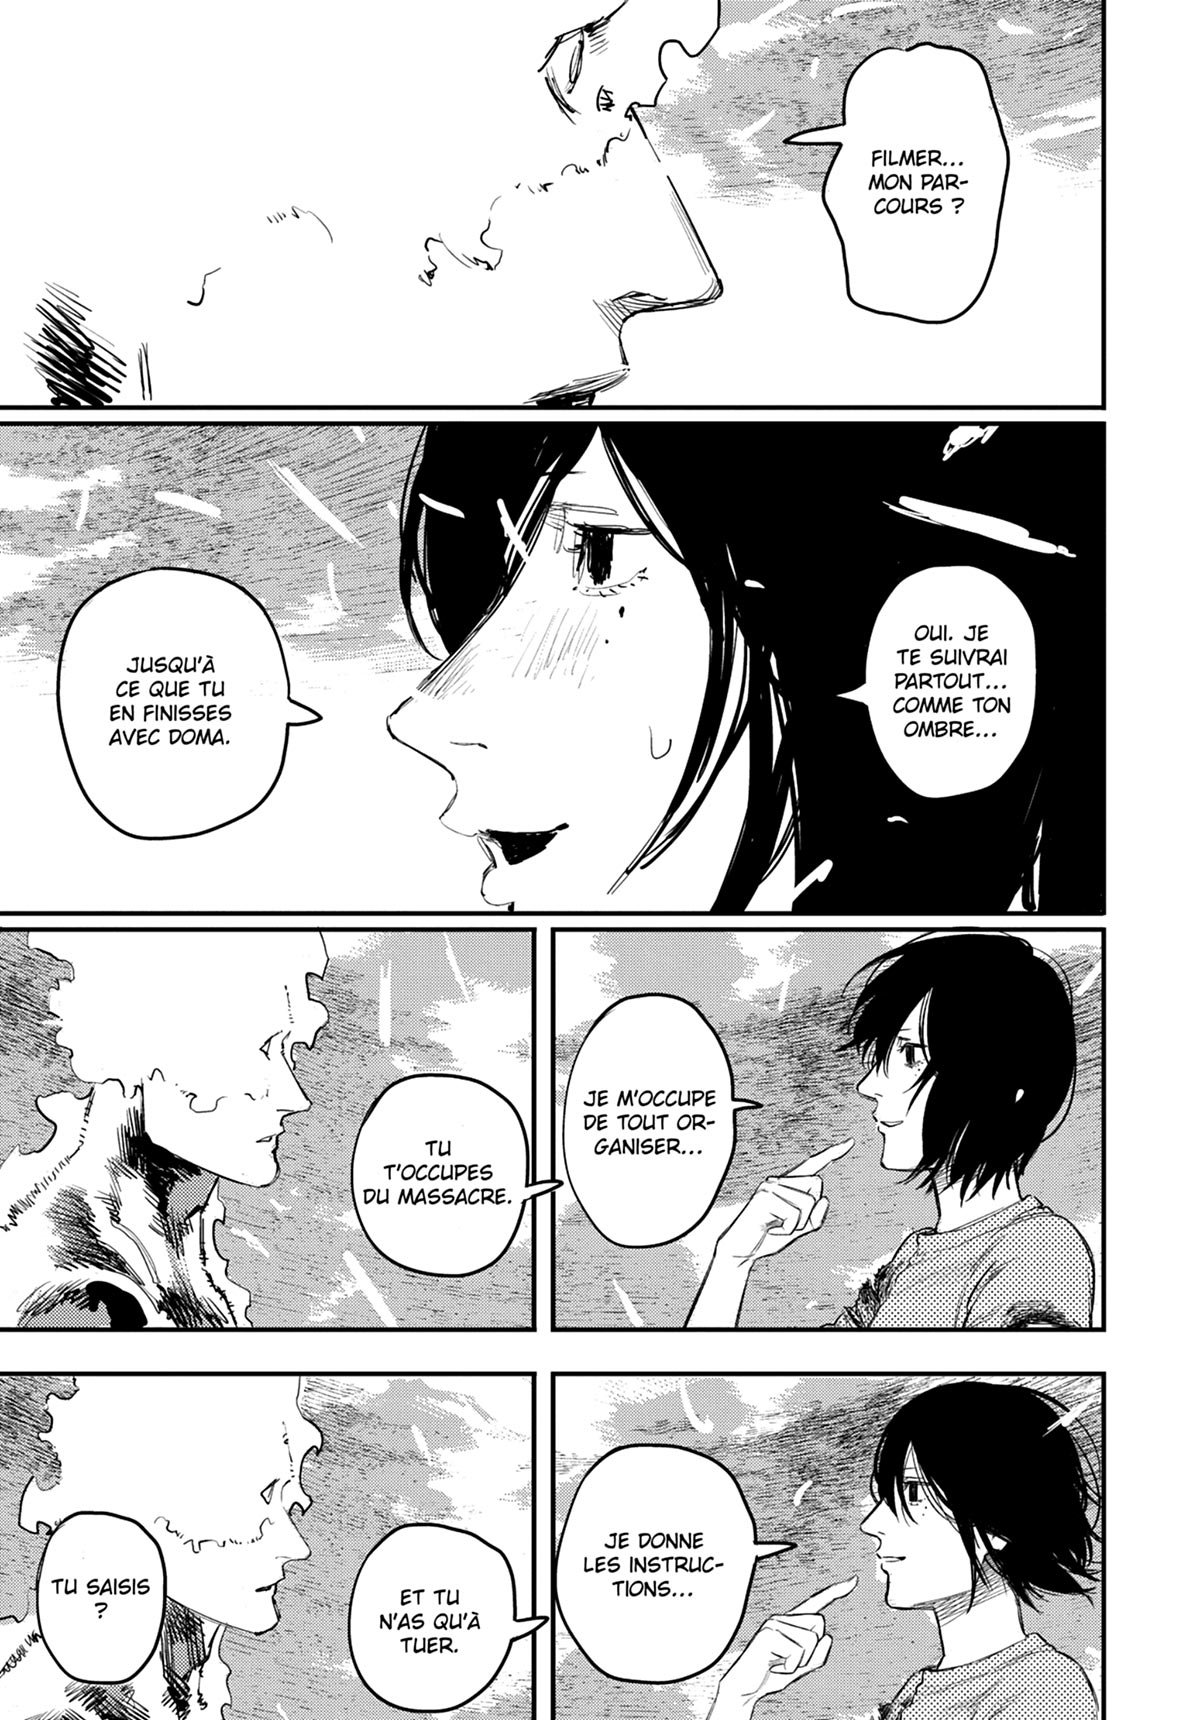 FILMER...
MON PAR-
COURS ?
OUI. JE
TE SUIVRAI
PARTOUT...
COMME TON
OMBRE...
JUSQU'À
CE QUE TU
EN FINISSES
AVEC DOMA.
JE M'OCCUPE
DE TOUT OR-
GANISER...
TU
T'OCCUPES
DU MASSACRE.
JE DONNE
LES INSTRUC-
TIONS...
ET TU
N'AS QU'À
TUER.
TU SAISIS
?